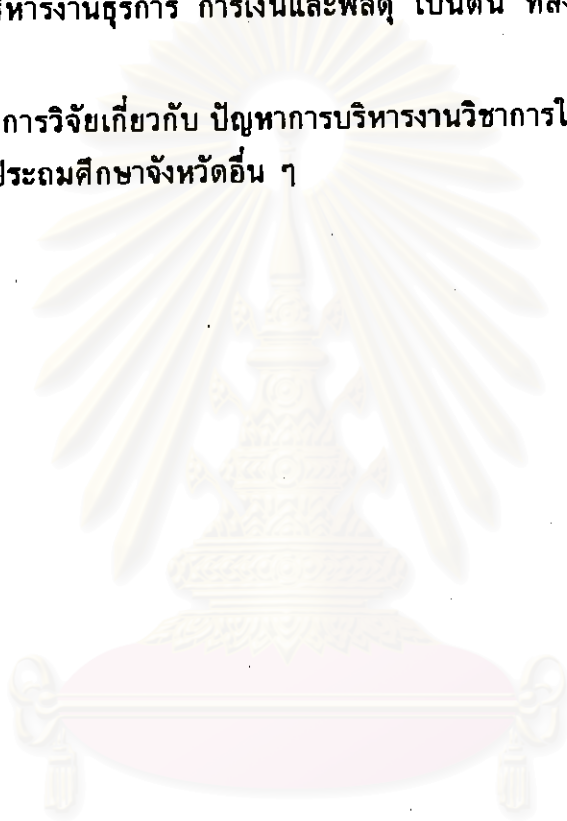 ริหารงานธุรการ การเงินและพัสดุ เป็นต้น ที่ส่ง
การวิจัยเกี่ยวกับ ปัญหาการบริหารงานวิชาการใ
ประถมศึกษาจังหวัดอื่น ๆ